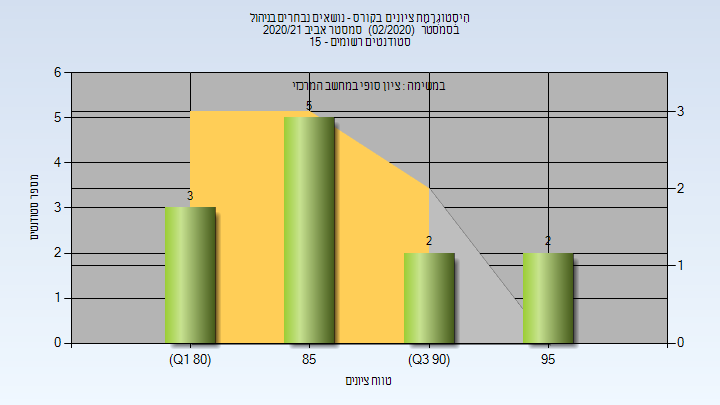 היסטוגרמת ציונים בקורס - נושאים נבחרים בניהול
בסמסטר (02/2020) סמסטר אביב 2020/21
סטודנטים רשומים - 15
במשימה : ציון סופי במחשב המרכזי
6
5
4
3
2
1
0
3
2
1
0
3
5
2
2
(Q1 80)
85
(Q3 90)
95
מספר סטודנטים
טווח ציונים